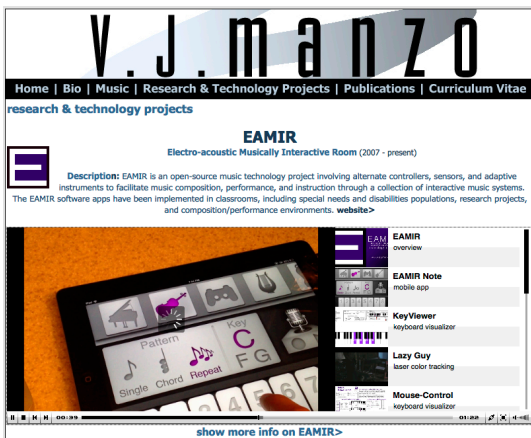 V.J.manzo
Home | Bio | Music | Research & Technology Projects | Publications | Curriculum Vitae
research & technology projects
EAMIR
Electro-acoustic Musically Interactive Room (2007 - present)
Description: EAMIR is an open-source music technology project involving alternate controllers, sensors, and adaptive
instruments to facilitate music composition, performance, and instruction through a collection of interactive music systems.
The EAMIR software apps have been implemented in classrooms, including special needs and disabilities populations, research projects,
and composition/performance environments. website>
Pattern
Key
Single Chord Repeat
C
F G
EAMIR
overview
EAMIR Note
mobile app
KeyViewer
keyboard visualizer
Lazy Guy
laser color tracking
Mouse-Control
keyboard visualizer
00:39
01:22
show more info on EAMIR>